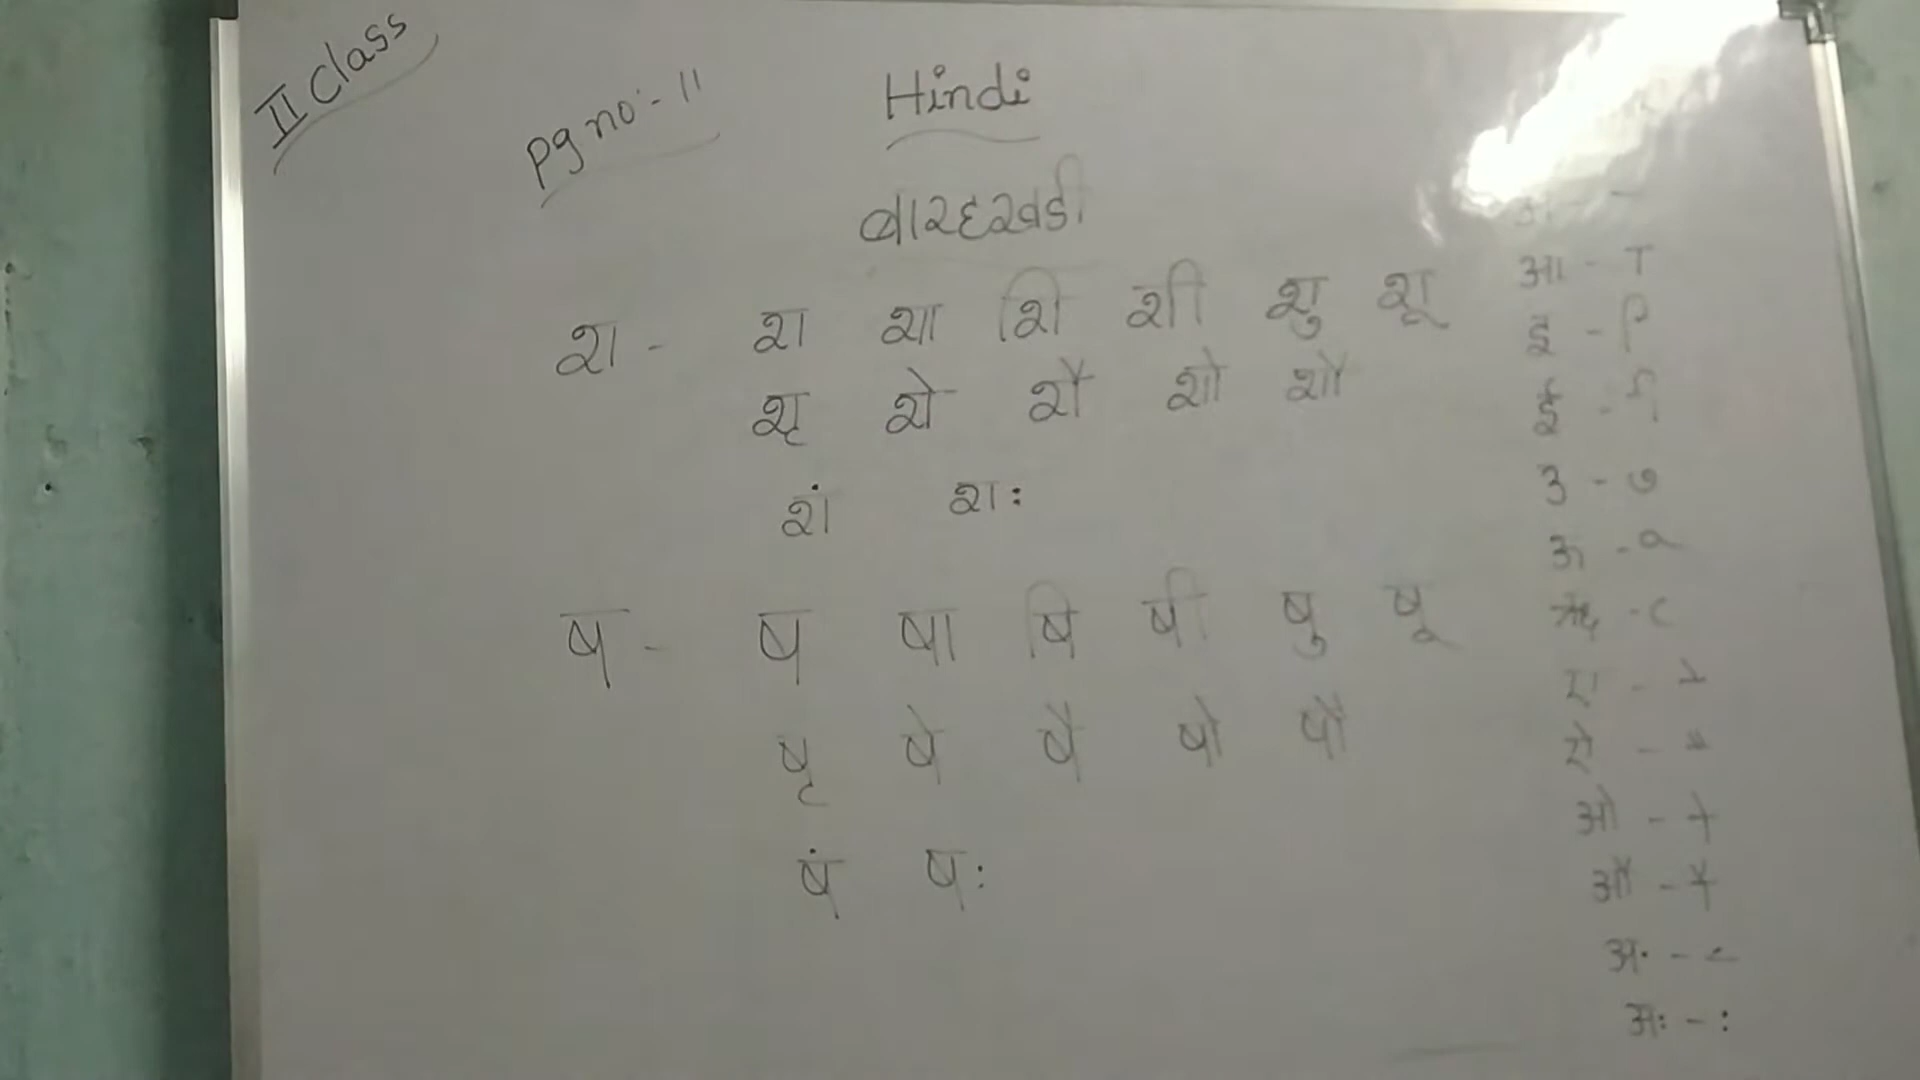 II Class
Pg no:- 11
Hindi
बारहखडी
श - श शा शि शी शु शू
शृ शे शै शो शौ
शं शः
ष - ष षा षि षी षु षू
षृ षे षै षो षौ
षं षः
आ - ा
इ - ि
ई - ी
उ - ु
ऊ - ू
ऋ - ृ
ए - े
ऐ - ै
ओ - ो
औ - ौ
अं -
अः - :